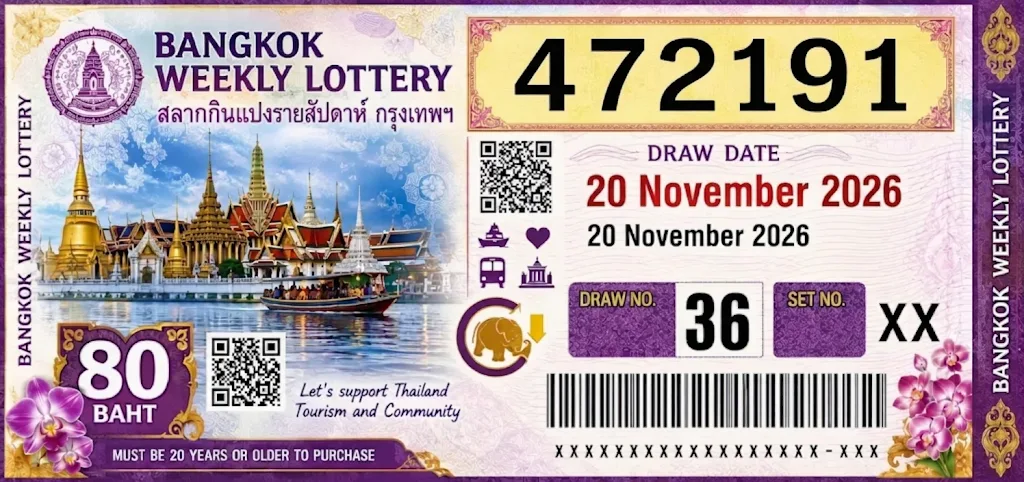 BANGKOK
WEEKLY LOTTERY
สลากกินแบ่งรายสัปดาห์ กรุงเทพฯ
BANGKOK WEEKLY LOTTERY
80
BAHT
Let's support Thailand
Tourism and Community
MUST BE 20 YEARS OR OLDER TO PURCHASE
472191
DRAW DATE
20 November 2026
20 November 2026
DRAW NO. 36 SET NO. XX
XXXXXXXXXXXXXXXXX-XXX
BANGKOK WEEKLY LOTTERY